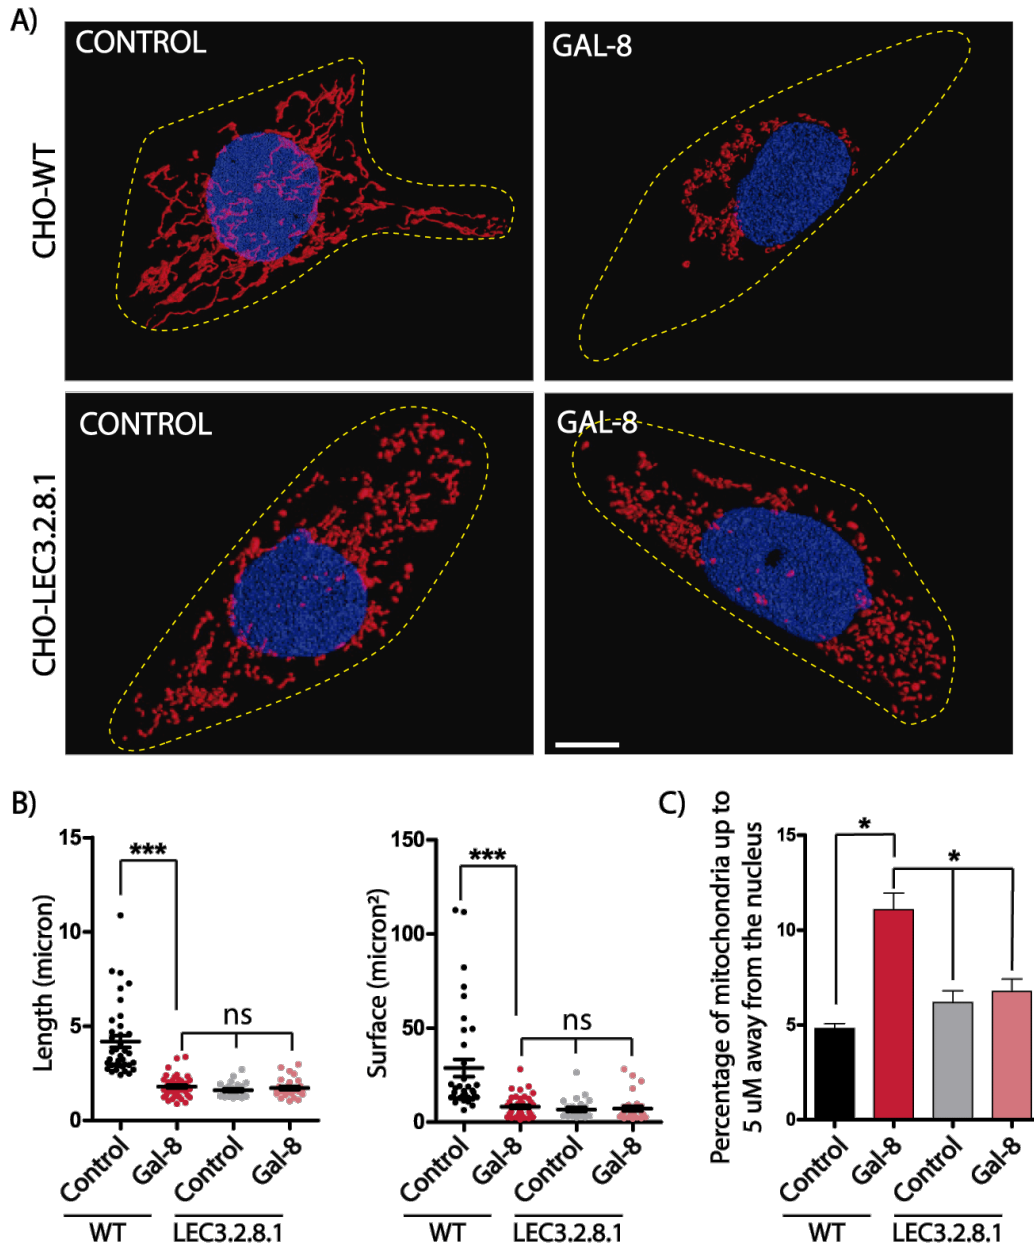 A)
CONTROL
GAL-8
CHO-WT
CONTROL
GAL-8
CHO-LEC3.2.8.1
B)
15
10
5
0
Length (micron)
***
ns
Control
Gal-8
Control
Gal-8
WT
LEC3.2.8.1
150
100
50
0
Surface (micron²)
***
ns
Control
Gal-8
Control
Gal-8
WT
LEC3.2.8.1
C)
Percentage of mitochondria up to
5 uM away from the nucleus
15
10
5
0
*
*
Control
Gal-8
Control
Gal-8
WT
LEC3.2.8.1